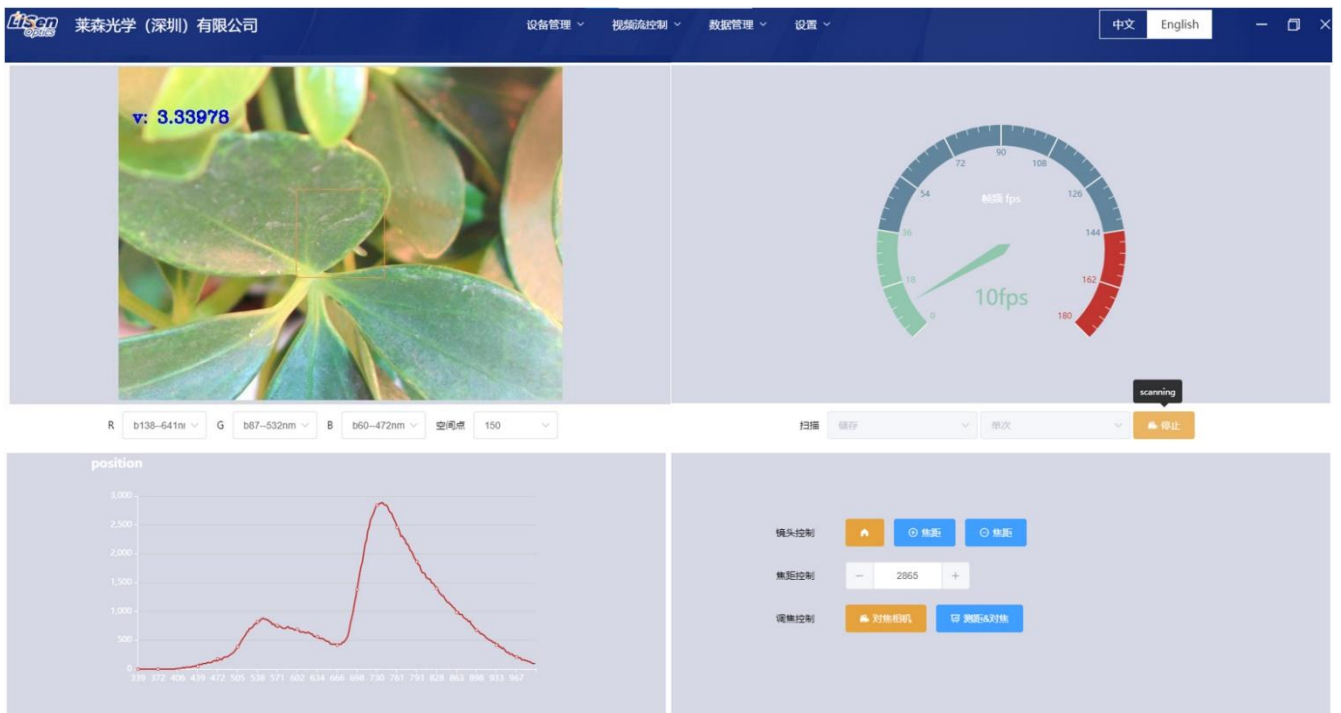 Lisen Optics 莱森光学（深圳）有限公司 设备管理 视频流控制 数据管理 设置 中文 English
v: 3.33978
帧频 fps
0 18 36 54 72 90 108 126 144 162 180
10fps
scanning
R b138--641n G b87--532nm B b60--472nm 空间点 150
扫描 储存 单次 停止
position
3,000
2,500
2,000
1,500
1,000
500
0
339 372 406 439 472 505 538 571 602 634 666 698 730 761 793 828 863 898 933 967
镜头控制 焦距 焦距
焦距控制 − 2865 +
调焦控制 对焦相机 测距&对焦